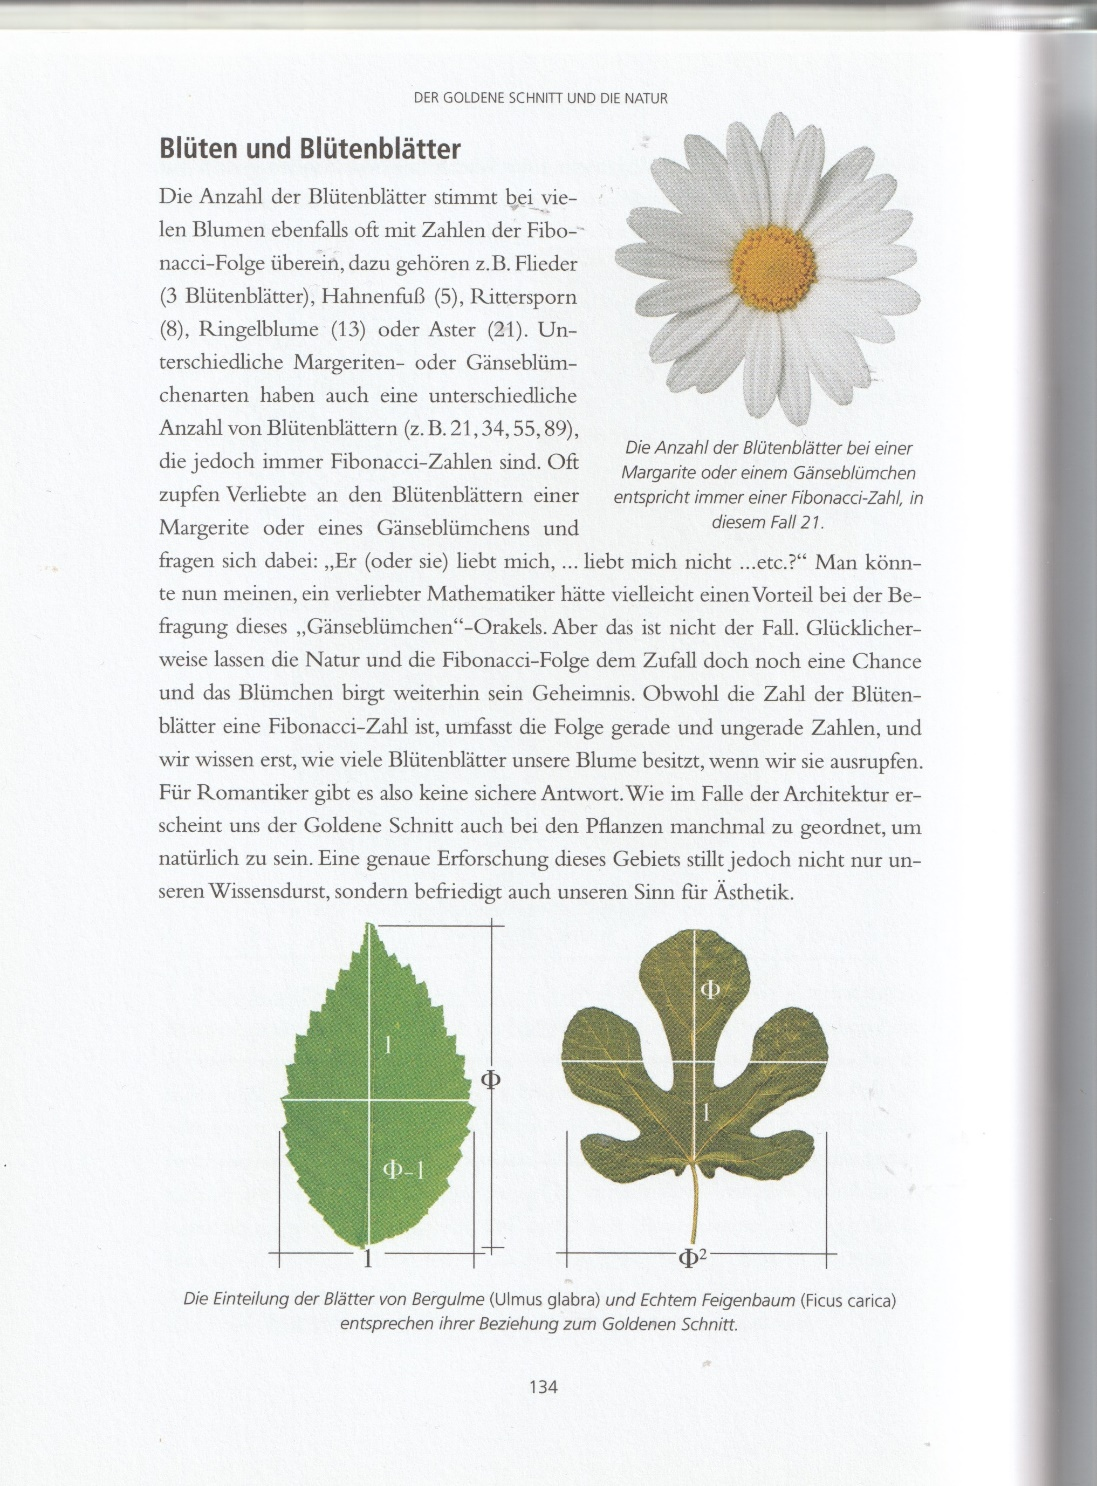 DER GOLDENE SCHNITT UND DIE NATUR
Blüten und Blütenblätter
Die Anzahl der Blütenblätter stimmt bei vie-
len Blumen ebenfalls oft mit Zahlen der Fibo-
nacci-Folge überein, dazu gehören z. B. Flieder
(3 Blütenblätter), Hahnenfuß (5), Rittersporn
(8), Ringelblume (13) oder Aster (21). Un-
terschiedliche Margeriten- oder Gänseblüm-
chenarten haben auch eine unterschiedliche
Anzahl von Blütenblättern (z. B. 21, 34, 55, 89),
die jedoch immer Fibonacci-Zahlen sind. Oft
zupfen Verliebte an den Blütenblättern einer
Margerite oder eines Gänseblümchens und
fragen sich dabei: „Er (oder sie) liebt mich, ... liebt mich nicht ...etc.?“ Man könn-
te nun meinen, ein verliebter Mathematiker hätte vielleicht einen Vorteil bei der Be-
fragung dieses „Gänseblümchen“-Orakels. Aber das ist nicht der Fall. Glücklicher-
weise lassen die Natur und die Fibonacci-Folge dem Zufall doch noch eine Chance
und das Blümchen birgt weiterhin sein Geheimnis. Obwohl die Zahl der Blüten-
blätter eine Fibonacci-Zahl ist, umfasst die Folge gerade und ungerade Zahlen, und
wir wissen erst, wie viele Blütenblätter unsere Blume besitzt, wenn wir sie ausrupfen.
Für Romantiker gibt es also keine sichere Antwort. Wie im Falle der Architektur er-
scheint uns der Goldene Schnitt auch bei den Pflanzen manchmal zu geordnet, um
natürlich zu sein. Eine genaue Erforschung dieses Gebiets stillt jedoch nicht nur un-
seren Wissensdurst, sondern befriedigt auch unseren Sinn für Ästhetik.
Die Anzahl der Blütenblätter bei einer
Margarite oder einem Gänseblümchen
entspricht immer einer Fibonacci-Zahl, in
diesem Fall 21.
1
Φ
Φ–1
1
Φ
1
Φ²
Die Einteilung der Blätter von Bergulme (Ulmus glabra) und Echtem Feigenbaum (Ficus carica)
entsprechen ihrer Beziehung zum Goldenen Schnitt.
134